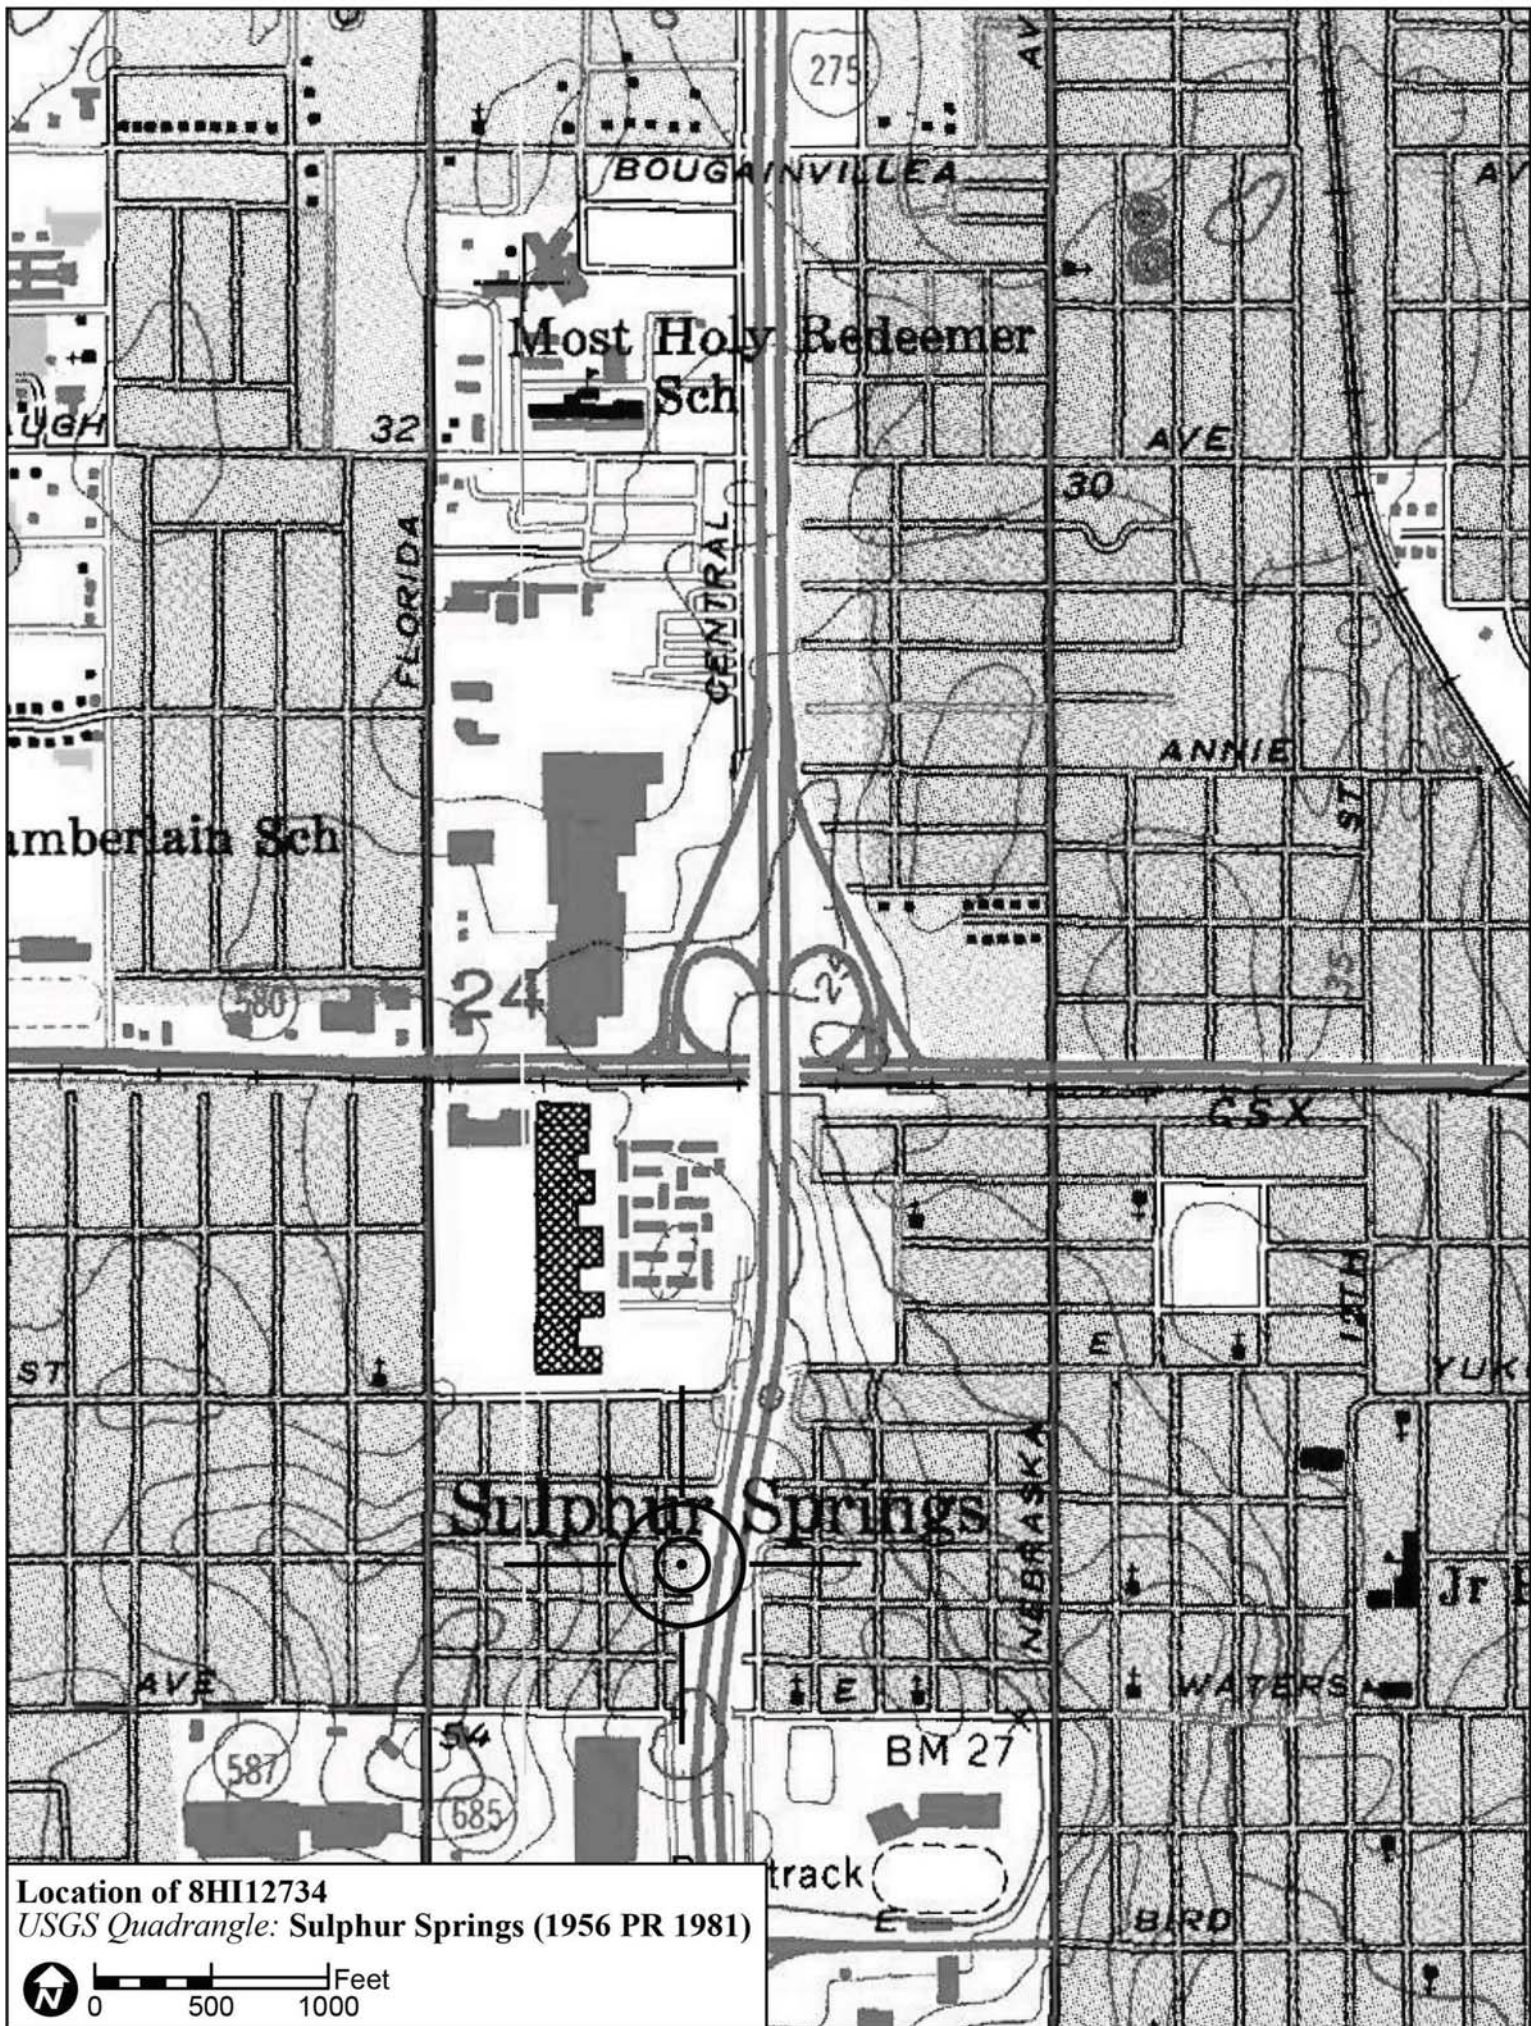 275
AV
BOUGAINVILLEA
AV
Most Holy Redeemer
Sch
UGH
32
AVE
30
FLORIDA
CENTRAL
ANNIE
ST
amberlain Sch
24
25
35
580
CSX
12TH
E
ST
YUK
Sulphur Springs
NEBRASKA
Jr H
AVE
E
WATERS
54
BM 27
X
587
685
track
E
BIRD
Location of 8HI12734
USGS Quadrangle: Sulphur Springs (1956 PR 1981)
N
Feet
0 500 1000